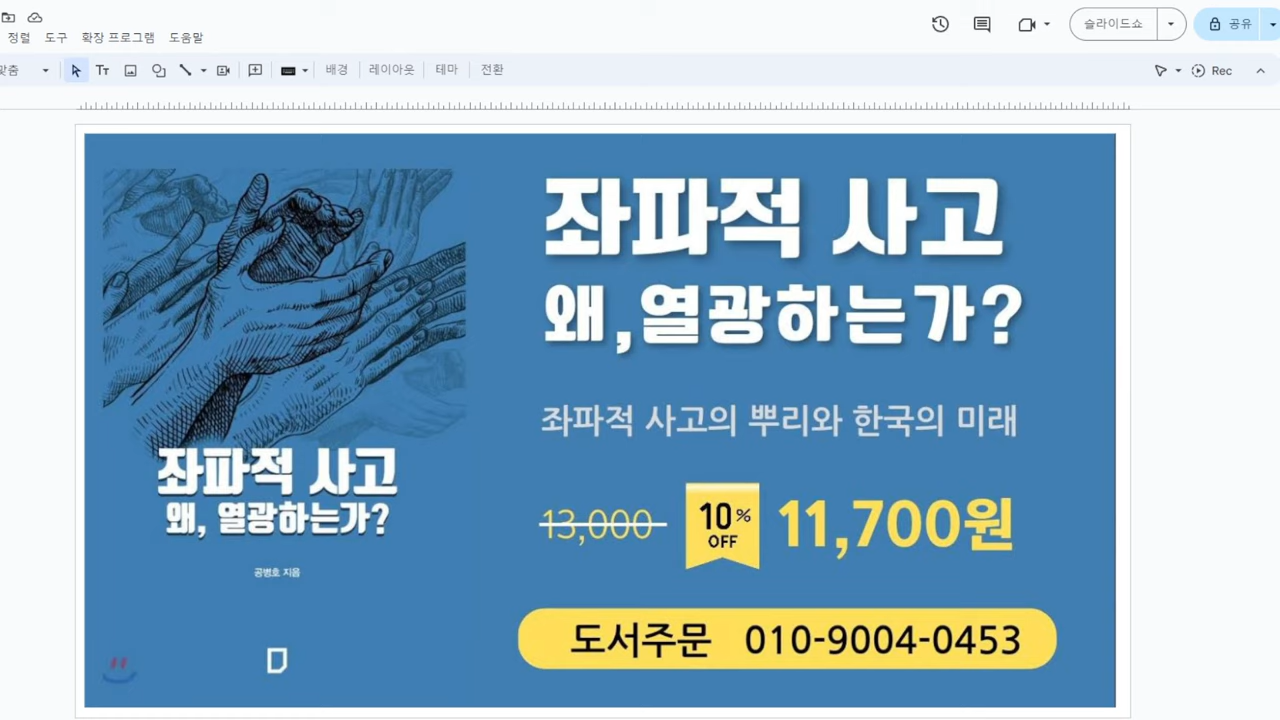 정렬 도구 확장 프로그램 도움말
슬라이드쇼
공유
맞춤
배경
레이아웃
테마
전환
Rec
좌파적 사고
왜, 열광하는가?
공병호 지음
좌파적 사고
왜,열광하는가?
좌파적 사고의 뿌리와 한국의 미래
13,000
10%
OFF
11,700원
도서주문 010-9004-0453